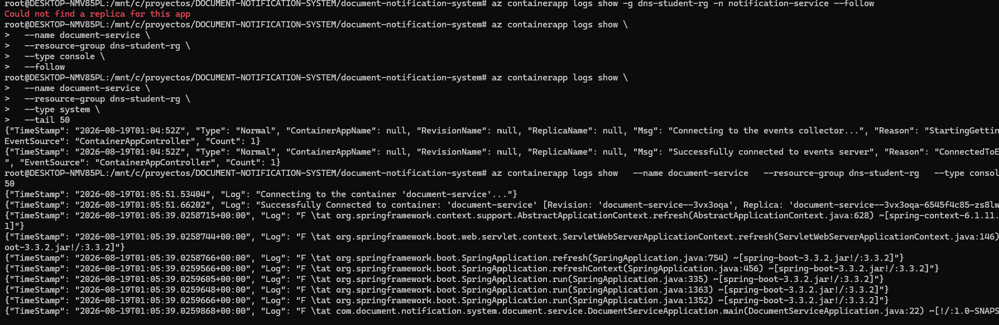 root@DESKTOP-NMV85PL:/mnt/c/proyectos/DOCUMENT-NOTIFICATION-SYSTEM/document-notification-system# az containerapp logs show -g dns-student-rg -n notification-service --follow
Could not find a replica for this app
root@DESKTOP-NMV85PL:/mnt/c/proyectos/DOCUMENT-NOTIFICATION-SYSTEM/document-notification-system# az containerapp logs show \
>   --name document-service \
>   --resource-group dns-student-rg \
>   --type console \
>   --follow
root@DESKTOP-NMV85PL:/mnt/c/proyectos/DOCUMENT-NOTIFICATION-SYSTEM/document-notification-system# az containerapp logs show \
>   --name document-service \
>   --resource-group dns-student-rg \
>   --type system \
>   --tail 50
{"TimeStamp": "2026-08-19T01:04:52Z", "Type": "Normal", "ContainerAppName": null, "RevisionName": null, "ReplicaName": null, "Msg": "Connecting to the events collector...", "Reason": "StartingGettin
EventSource": "ContainerAppController", "Count": 1}
{"TimeStamp": "2026-08-19T01:04:52Z", "Type": "Normal", "ContainerAppName": null, "RevisionName": null, "ReplicaName": null, "Msg": "Successfully connected to events server", "Reason": "ConnectedToE
", "EventSource": "ContainerAppController", "Count": 1}
root@DESKTOP-NMV85PL:/mnt/c/proyectos/DOCUMENT-NOTIFICATION-SYSTEM/document-notification-system# az containerapp logs show   --name document-service   --resource-group dns-student-rg   --type consol
50
{"TimeStamp": "2026-08-19T01:05:51.53404", "Log": "Connecting to the container 'document-service'..."}
{"TimeStamp": "2026-08-19T01:05:51.66202", "Log": "Successfully Connected to container: 'document-service' [Revision: 'document-service--3vx3oqa', Replica: 'document-service--3vx3oqa-6545f4c85-zs8lw
{"TimeStamp": "2026-08-19T01:05:39.0258715+00:00", "Log": "F \tat org.springframework.context.support.AbstractApplicationContext.refresh(AbstractApplicationContext.java:628) ~[spring-context-6.1.11.
1]"}
{"TimeStamp": "2026-08-19T01:05:39.0258744+00:00", "Log": "F \tat org.springframework.boot.web.servlet.context.ServletWebServerApplicationContext.refresh(ServletWebServerApplicationContext.java:146)
oot-3.3.2.jar!/:3.3.2]"}
{"TimeStamp": "2026-08-19T01:05:39.0258766+00:00", "Log": "F \tat org.springframework.boot.SpringApplication.refresh(SpringApplication.java:754) ~[spring-boot-3.3.2.jar!/:3.3.2]"}
{"TimeStamp": "2026-08-19T01:05:39.0259566+00:00", "Log": "F \tat org.springframework.boot.SpringApplication.refreshContext(SpringApplication.java:456) ~[spring-boot-3.3.2.jar!/:3.3.2]"}
{"TimeStamp": "2026-08-19T01:05:39.0259605+00:00", "Log": "F \tat org.springframework.boot.SpringApplication.run(SpringApplication.java:335) ~[spring-boot-3.3.2.jar!/:3.3.2]"}
{"TimeStamp": "2026-08-19T01:05:39.0259648+00:00", "Log": "F \tat org.springframework.boot.SpringApplication.run(SpringApplication.java:1363) ~[spring-boot-3.3.2.jar!/:3.3.2]"}
{"TimeStamp": "2026-08-19T01:05:39.0259666+00:00", "Log": "F \tat org.springframework.boot.SpringApplication.run(SpringApplication.java:1352) ~[spring-boot-3.3.2.jar!/:3.3.2]"}
{"TimeStamp": "2026-08-19T01:05:39.0259868+00:00", "Log": "F \tat com.document.notification.system.document.service.DocumentServiceApplication.main(DocumentServiceApplication.java:22) ~[!/:1.0-SNAPS